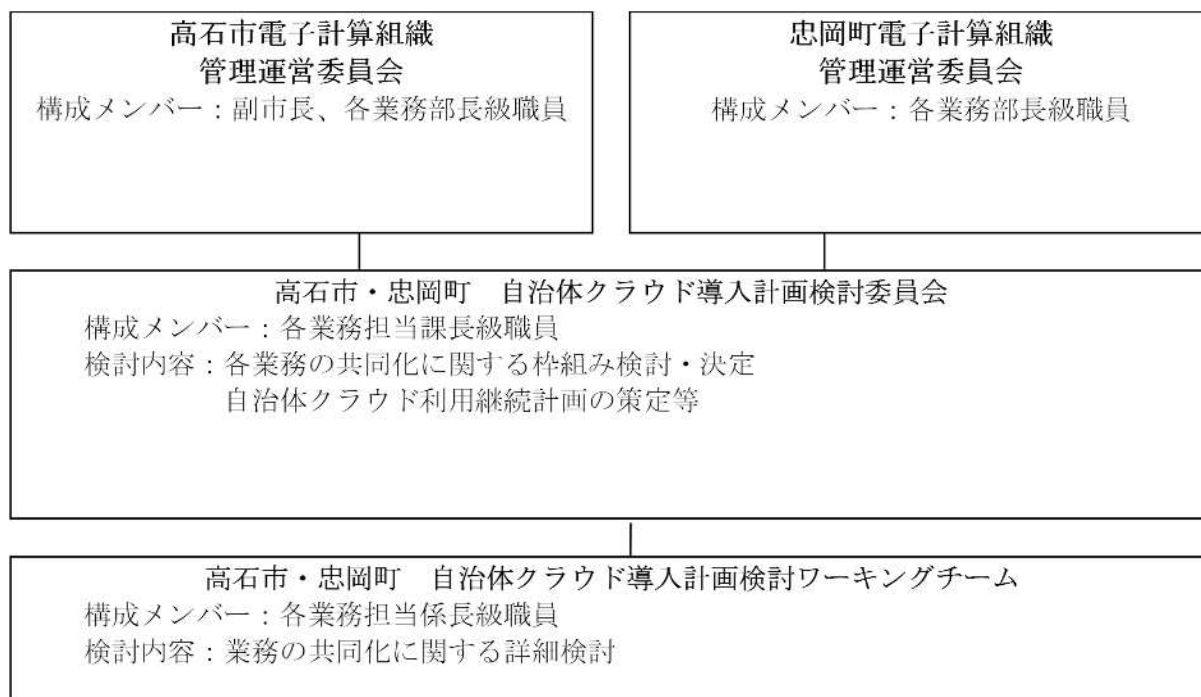 高石市電子計算組織
管理運営委員会
構成メンバー：副市長、各業務部長級職員
忠岡町電子計算組織
管理運営委員会
構成メンバー：各業務部長級職員
高石市・忠岡町　自治体クラウド導入計画検討委員会
構成メンバー：各業務担当課長級職員
検討内容：各業務の共同化に関する枠組み検討・決定
自治体クラウド利用継続計画の策定等
高石市・忠岡町　自治体クラウド導入計画検討ワーキングチーム
構成メンバー：各業務担当係長級職員
検討内容：業務の共同化に関する詳細検討